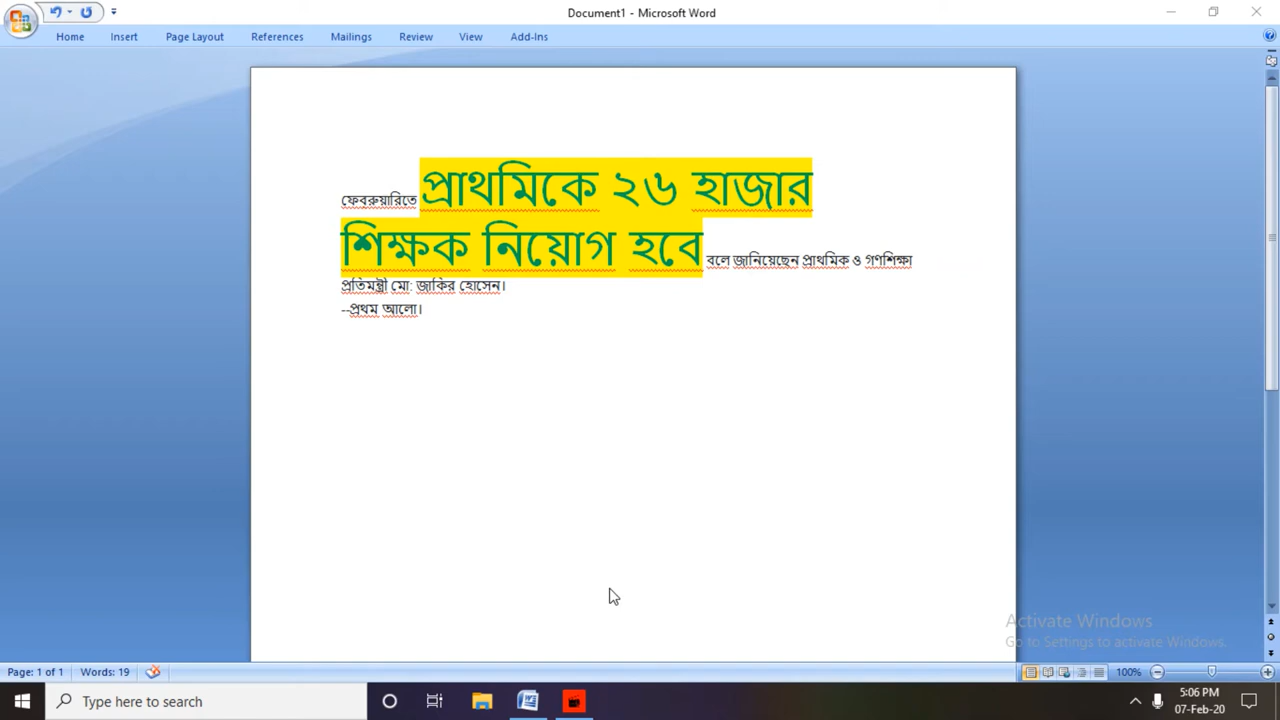 Document1 - Microsoft Word
Home Insert Page Layout References Mailings Review View Add-Ins
ফেবরুয়ারিতে প্রাথমিকে ২৬ হাজার
শিক্ষক নিয়োগ হবে বলে জানিয়েছেন প্রাথমিক ও গণশিক্ষা
প্রতিমন্ত্রী মো: জাকির হোসেন।
--প্রথম আলো।
Activate Windows
Go to Settings to activate Windows.
Page: 1 of 1 Words: 19 100%
Type here to search
5:06 PM
07-Feb-20